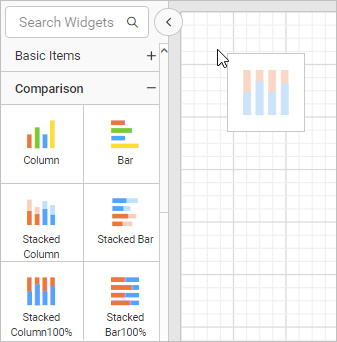 Search Widgets
Basic Items
Comparison
Column
Bar
Stacked
Column
Stacked Bar
Stacked
Column100%
Stacked
Bar100%